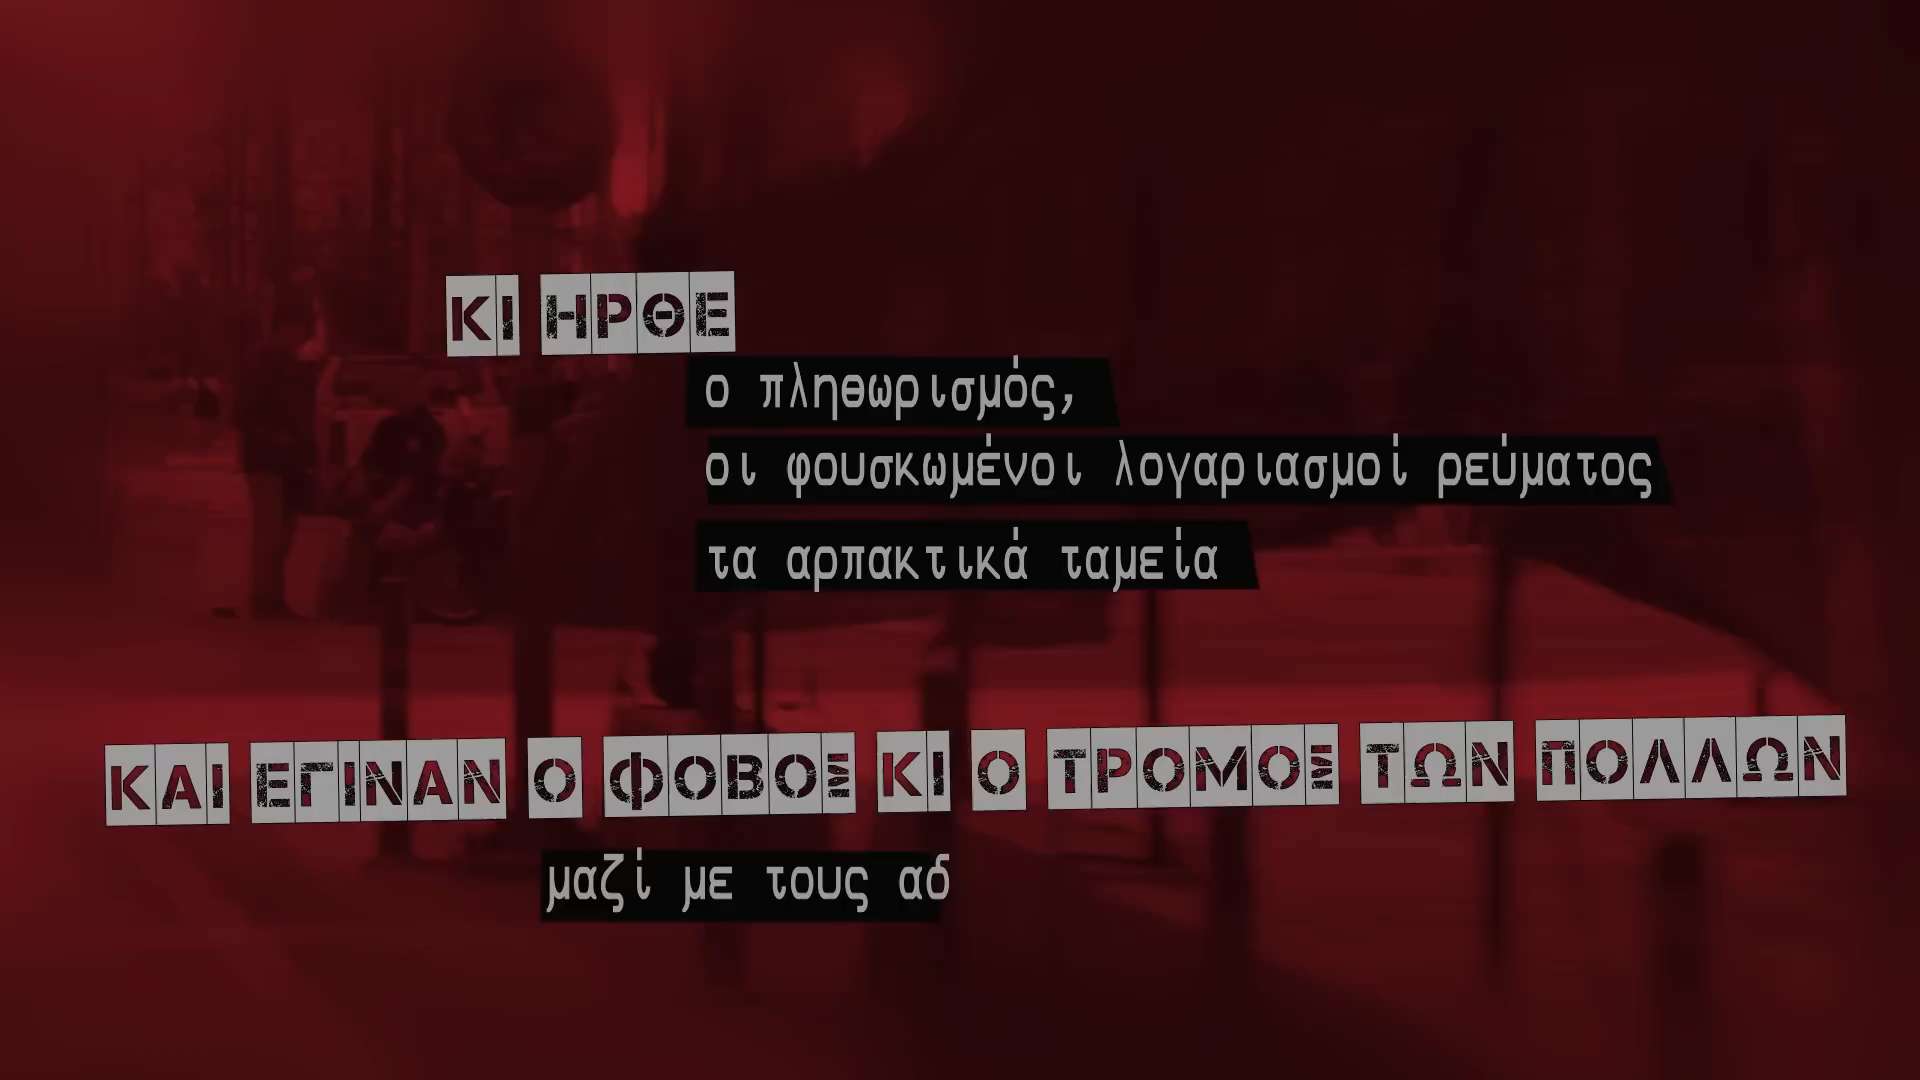 ΚΙ ΗΡΘΕ
ο πληθωρισμός,
οι φουσκωμένοι λογαριασμοί ρεύματος
τα αρπακτικά ταμεία
ΚΑΙ ΕΓΙΝΑΝ Ο ΦΟΒΟΣ ΚΙ Ο ΤΡΟΜΟΣ ΤΩΝ ΠΟΛΛΩΝ
μαζί με τους αδ